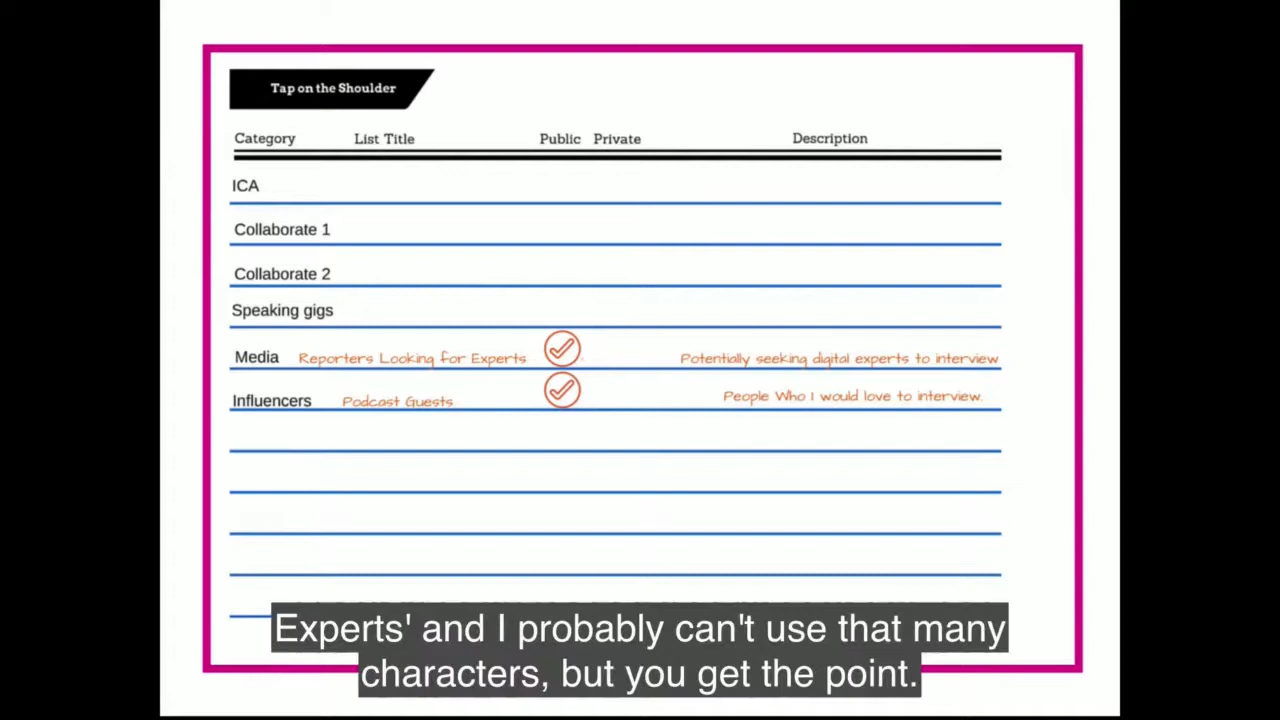 Tap on the Shoulder
Category List Title Public Private Description
ICA
Collaborate 1
Collaborate 2
Speaking gigs
Media Reporters Looking for Experts Potentially seeking digital experts to interview
Influencers Podcast Guests People Who I would love to interview.
Experts' and I probably can't use that many
characters, but you get the point.